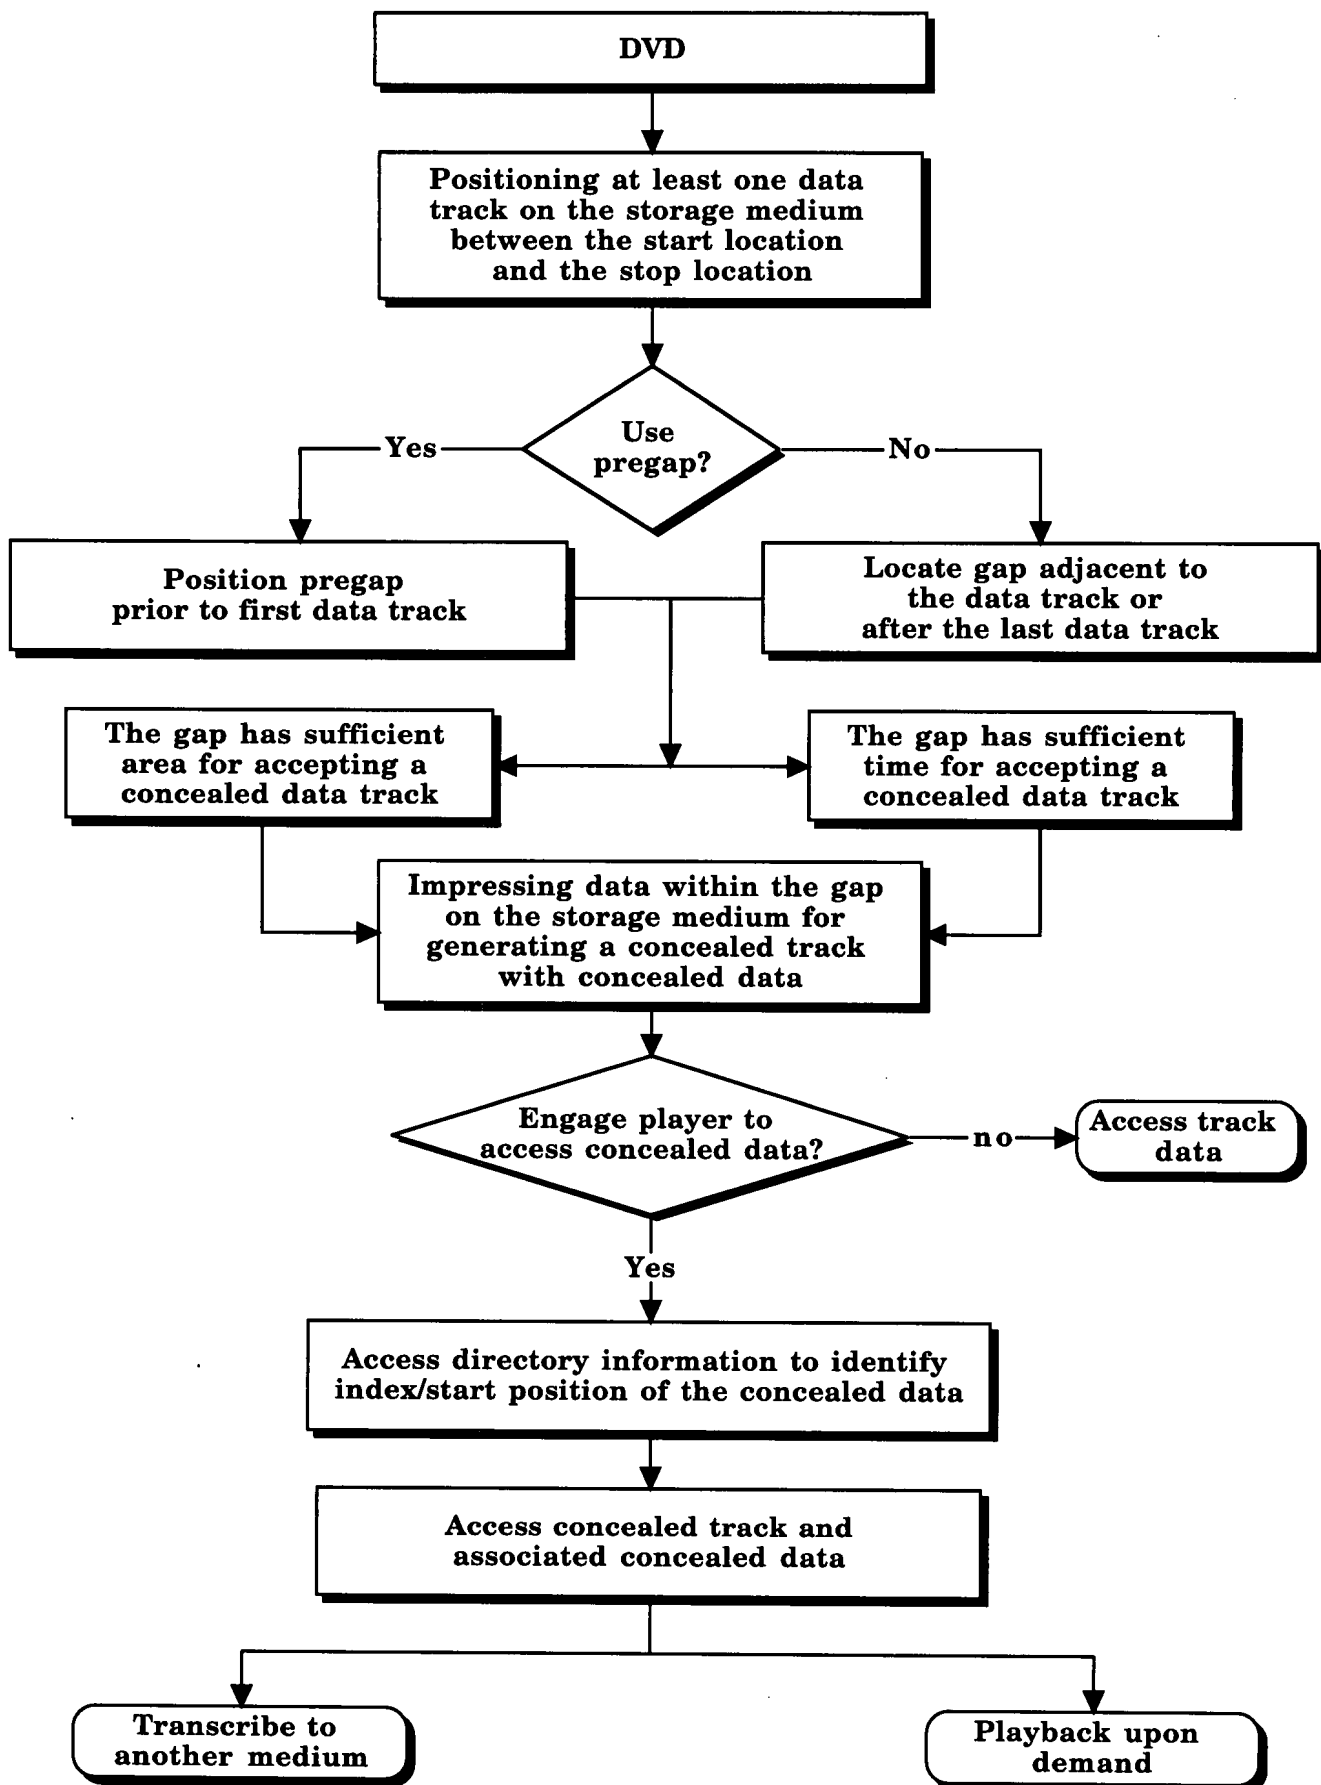 DVD
Positioning at least one data
track on the storage medium
between the start location
and the stop location
Use
pregap?
Yes
No
Position pregap
prior to first data track
Locate gap adjacent to
the data track or
after the last data track
The gap has sufficient
area for accepting a
concealed data track
The gap has sufficient
time for accepting a
concealed data track
Impressing data within the gap
on the storage medium for
generating a concealed track
with concealed data
Engage player to
access concealed data?
no
Access track
data
Yes
Access directory information to identify
index/start position of the concealed data
Access concealed track and
associated concealed data
Transcribe to
another medium
Playback upon
demand